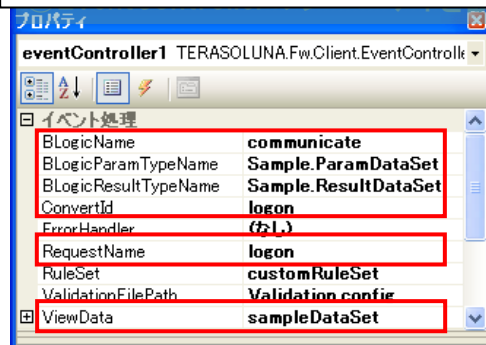 プロパティ
eventController1 TERASOLUNA.Fw.Client.EventControlle
イベント処理
BLogicName communicate
BLogicParamTypeName Sample.ParamDataSet
BLogicResultTypeName Sample.ResultDataSet
ConvertId logon
ErrorHandler (なし)
RequestName logon
RuleSet customRuleSet
ValidationFilePath Validation.config
ViewData sampleDataSet